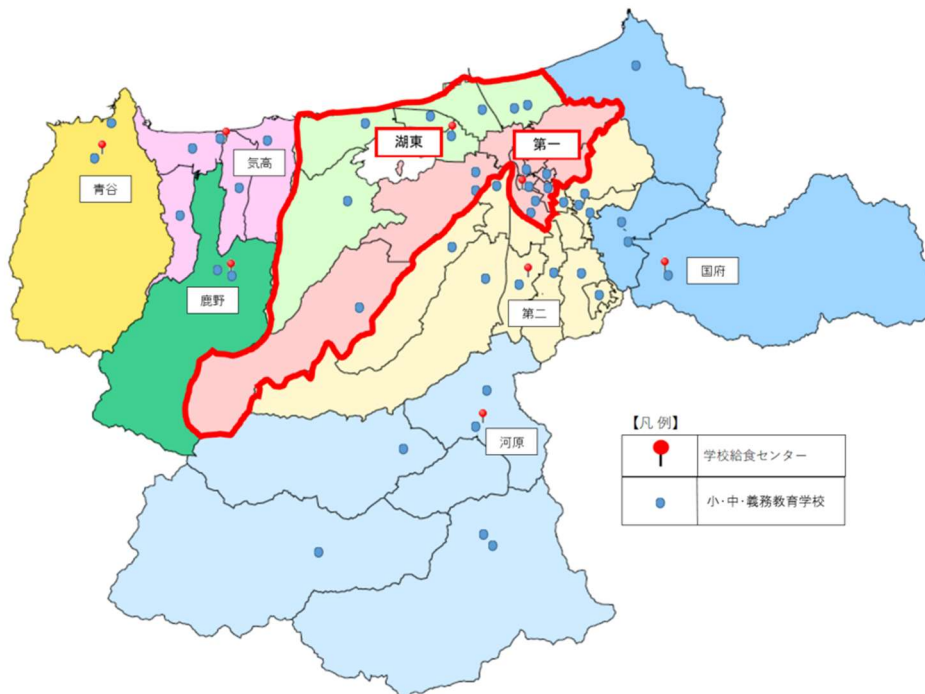 湖東
第一
気高
青谷
国府
鹿野
第二
河原
【凡 例】
学校給食センター
小・中・義務教育学校